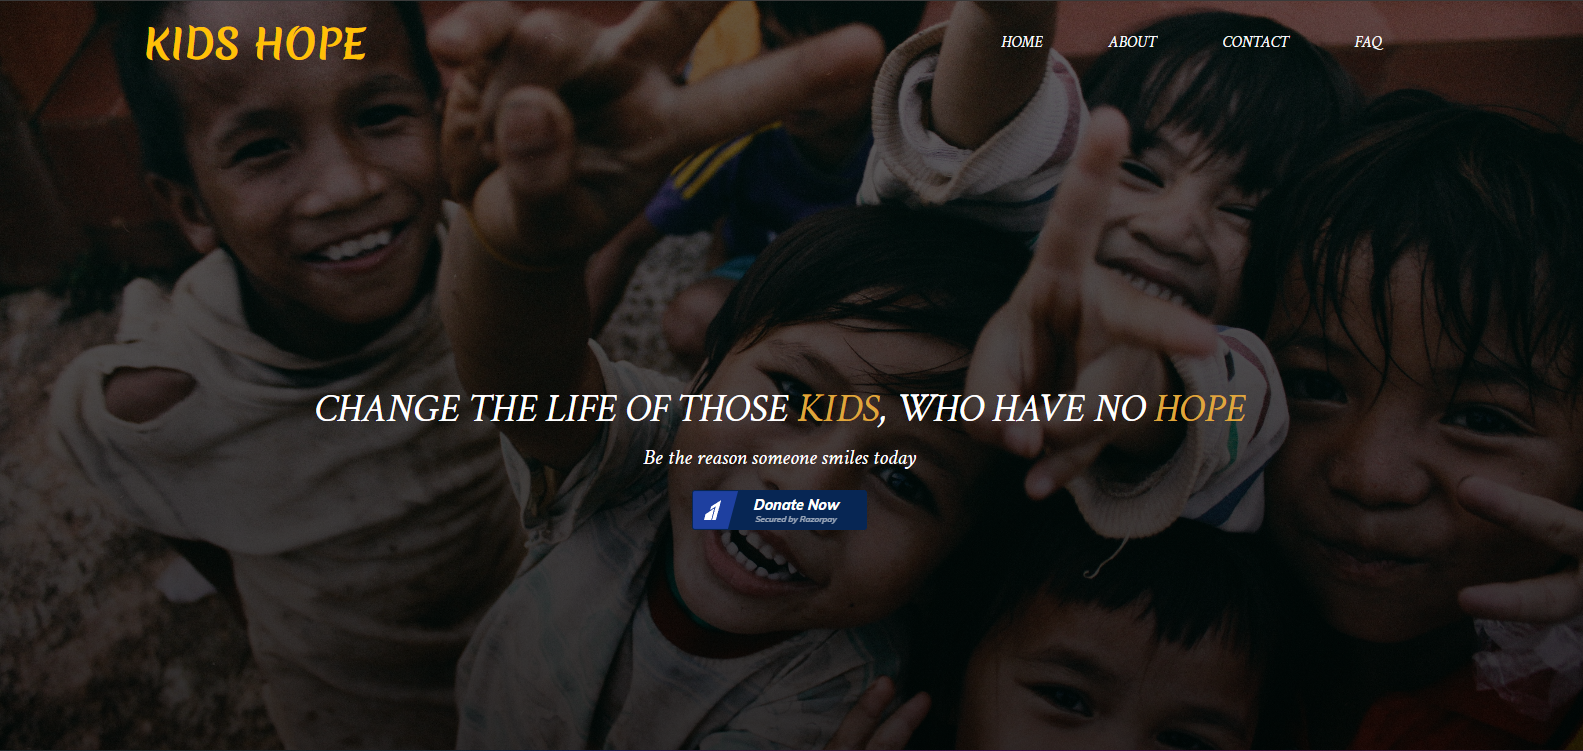 KIDS HOPE
HOME ABOUT CONTACT FAQ
CHANGE THE LIFE OF THOSE KIDS, WHO HAVE NO HOPE
Be the reason someone smiles today
Donate Now
Secured by Razorpay